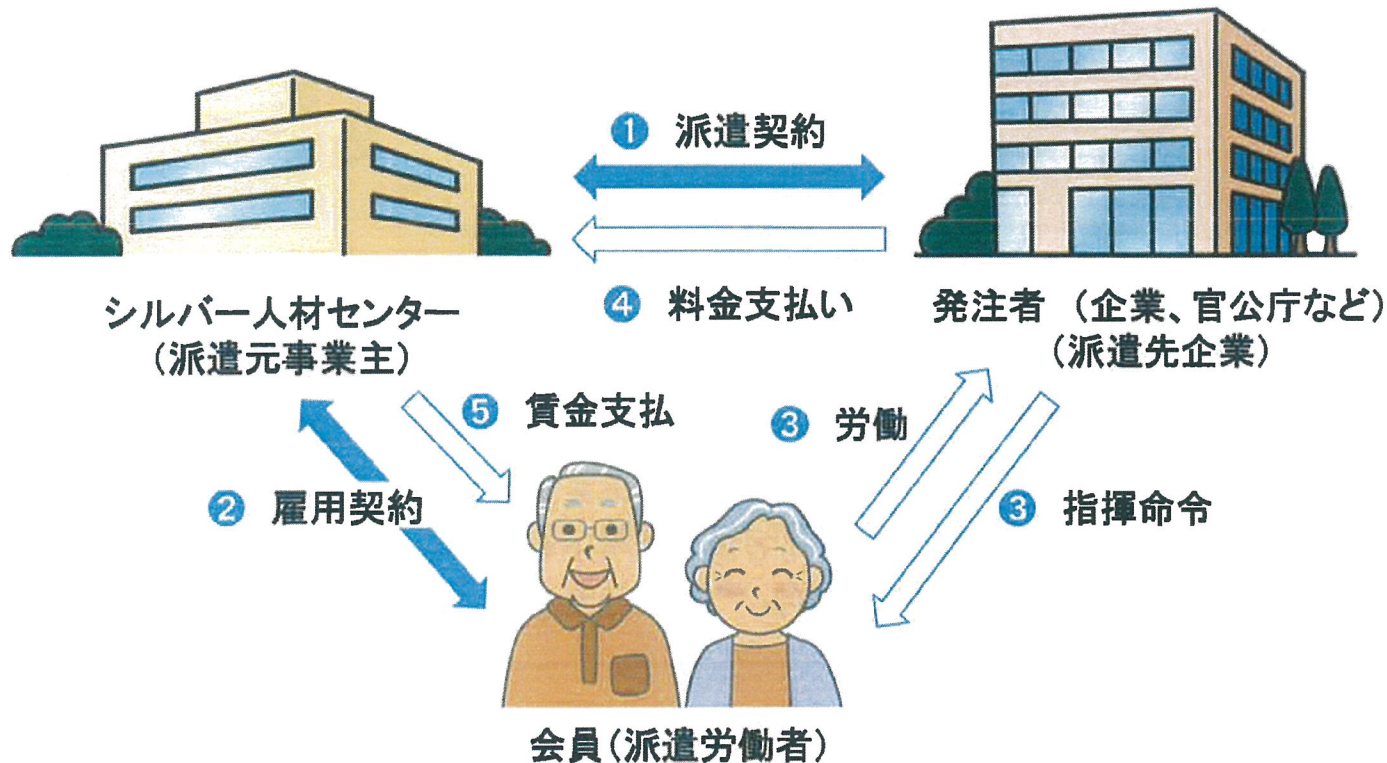 ❶ 派遣契約
❹ 料金支払い
シルバー人材センター
（派遣元事業主）
発注者 （企業、官公庁など）
（派遣先企業）
❺ 賃金支払
❸ 労働
❷ 雇用契約
❸ 指揮命令
会員（派遣労働者）